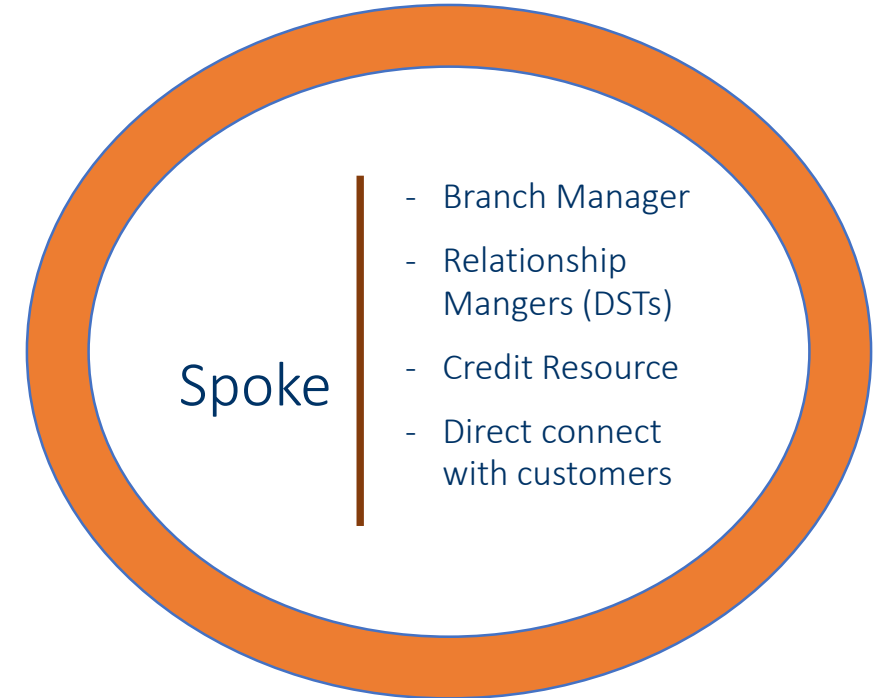 Spoke
- Branch Manager
- Relationship
Mangers (DSTs)
- Credit Resource
- Direct connect
with customers